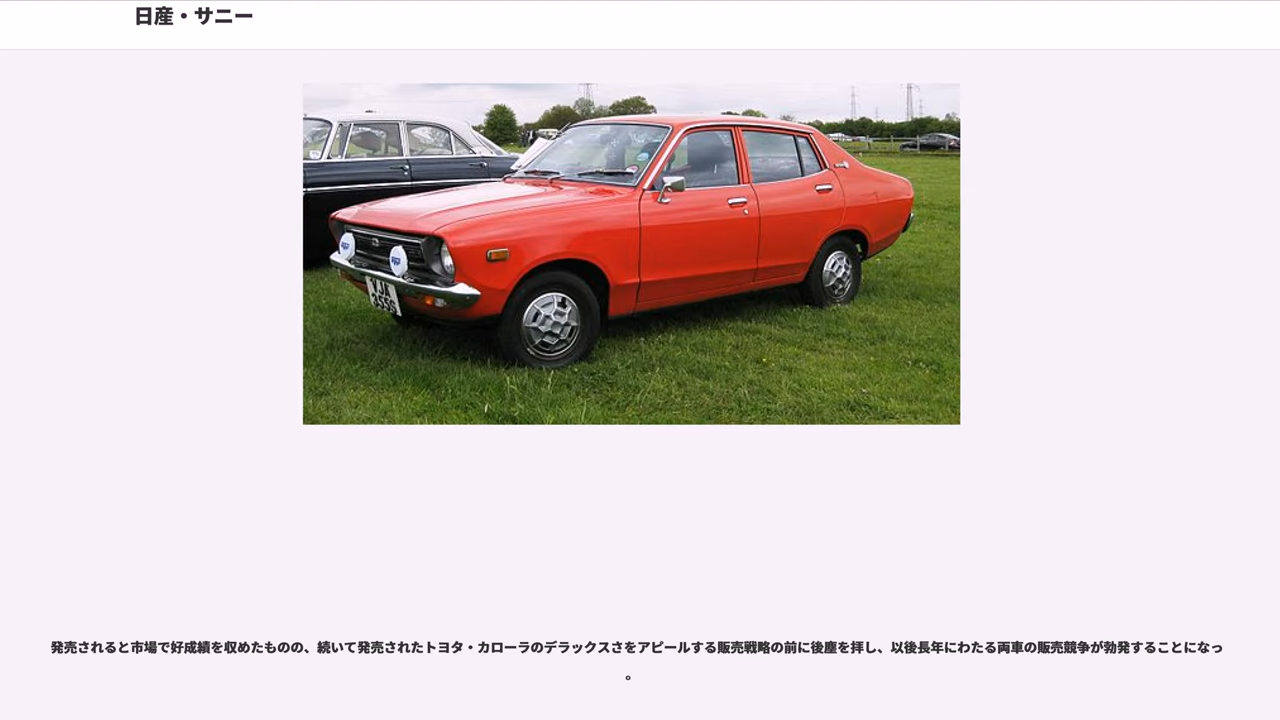 日産・サニー
VJA
353S
発売されると市場で好成績を収めたものの、続いて発売されたトヨタ・カローラのデラックスさをアピールする販売戦略の前に後塵を拝し、以後長年にわたる両車の販売競争が勃発することになっ
。